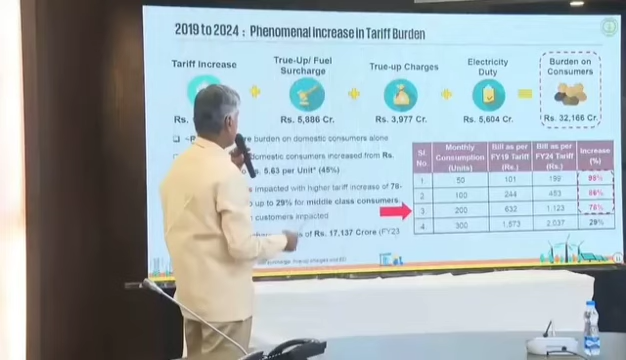 2019 to 2024 : Phenomenal Increase in Tariff Burden
Tariff Increase
True-Up/ Fuel
Surcharge
True-up Charges
Electricity
Duty
Burden on
Consumers
Rs.
Rs. 5,886 Cr.
Rs. 3,977 Cr.
Rs. 5,604 Cr.
Rs. 32,166 Cr.
burden on domestic consumers alone
domestic consumers increased from Rs.
5.63 per Unit* (45%)
impacted with higher tariff increase of 78-
up to 29% for middle class consumers
customers impacted
of Rs. 17,137 Crore (FY23
Sl. No. Monthly Consumption (Units) Bill as per FY19 Tariff (Rs.) Bill as per FY24 Tariff (Rs.) Increase (%)
1 50 101 199 98%
2 100 244 453 86%
3 200 632 1,123 78%
4 300 1,573 2,037 29%